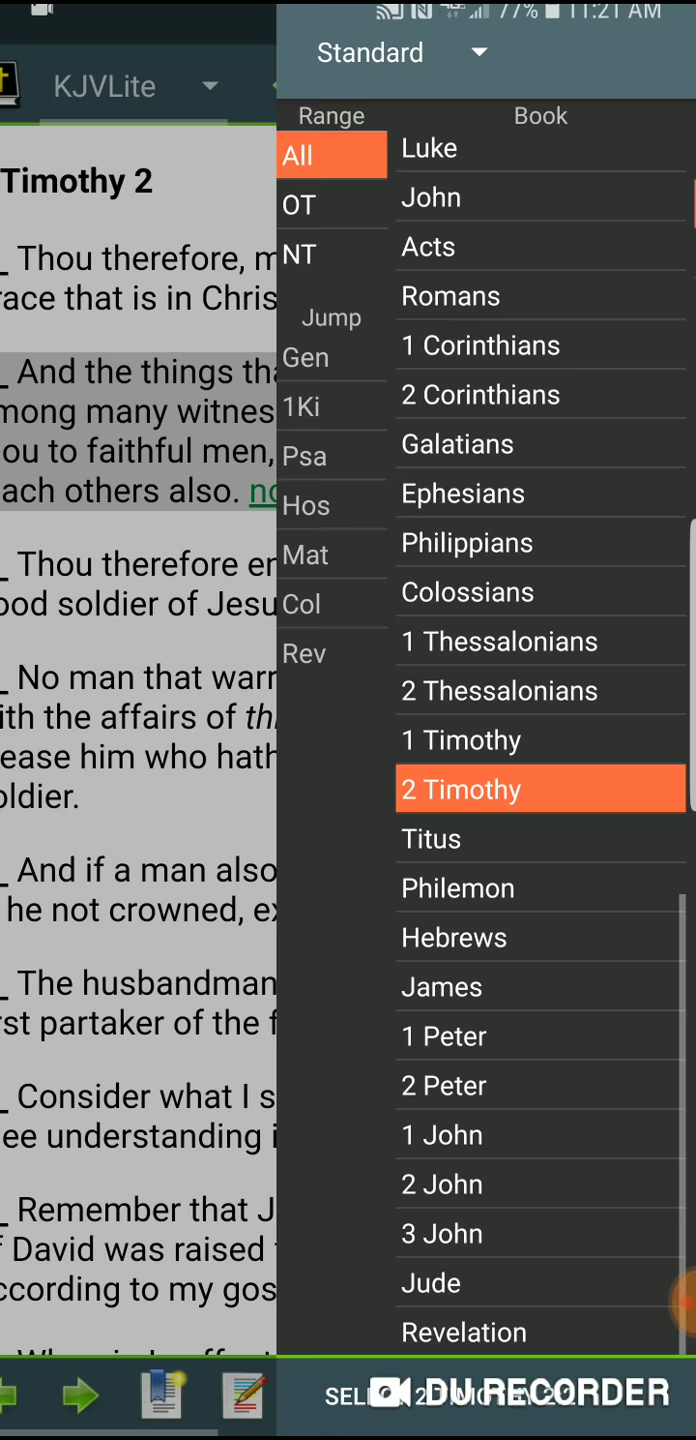 77% 11:21 AM
KJVLite
Timothy 2
Thou therefore, m
race that is in Chris
And the things tha
mong many witnes
ou to faithful men,
ach others also. no
Thou therefore en
ood soldier of Jesu
No man that warr
ith the affairs of thi
ease him who hath
oldier.
And if a man also
he not crowned, ex
The husbandman
rst partaker of the f
Consider what I s
ee understanding i
Remember that J
f David was raised
ccording to my gos
Standard
Range
All
OT
NT
Jump
Gen
1Ki
Psa
Hos
Mat
Col
Rev
Book
Luke
John
Acts
Romans
1 Corinthians
2 Corinthians
Galatians
Ephesians
Philippians
Colossians
1 Thessalonians
2 Thessalonians
1 Timothy
2 Timothy
Titus
Philemon
Hebrews
James
1 Peter
2 Peter
1 John
2 John
3 John
Jude
Revelation
DU RECORDER